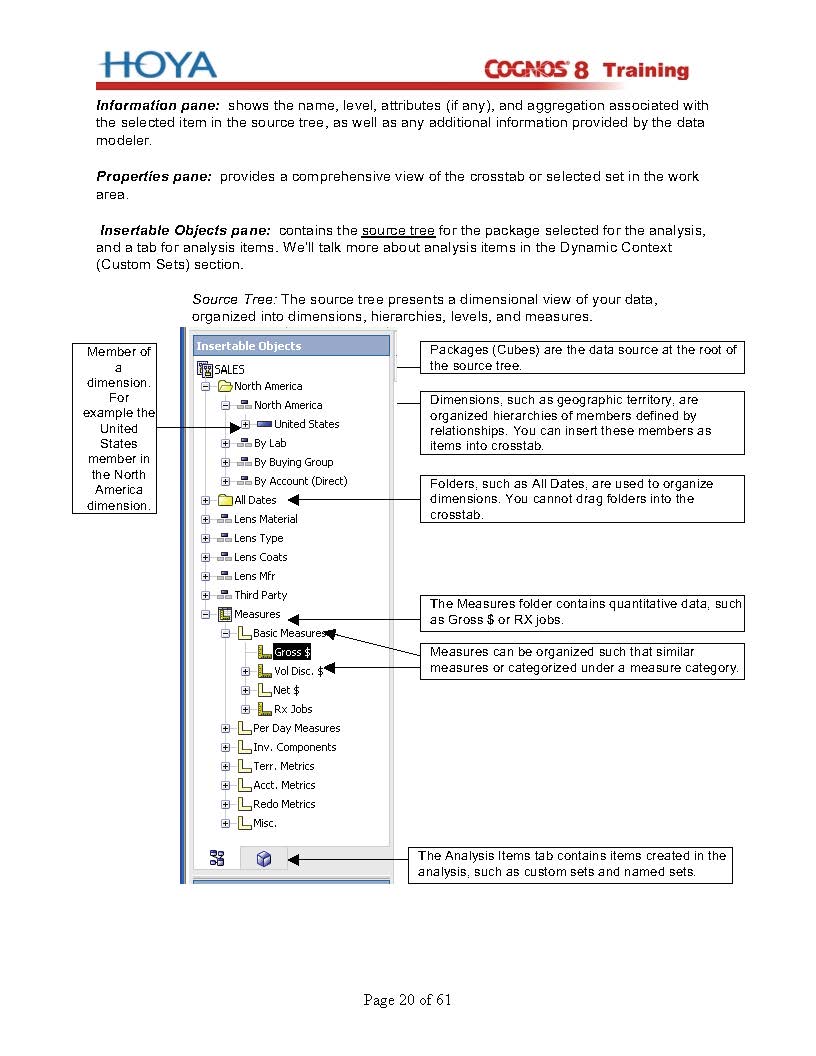 HOYA
COGNOS 8 Training
Information pane: shows the name, level, attributes (if any), and aggregation associated with
the selected item in the source tree, as well as any additional information provided by the data
modeler.
Properties pane: provides a comprehensive view of the crosstab or selected set in the work
area.
Insertable Objects pane: contains the source tree for the package selected for the analysis,
and a tab for analysis items. We'll talk more about analysis items in the Dynamic Context
(Custom Sets) section.
Source Tree: The source tree presents a dimensional view of your data,
organized into dimensions, hierarchies, levels, and measures.
Member of
a
dimension.
For
example the
United
States
member in
the North
America
dimension.
Insertable Objects
SALES
North America
North America
United States
By Lab
By Buying Group
By Account (Direct)
All Dates
Lens Material
Lens Type
Lens Coats
Lens Mfr
Third Party
Measures
Basic Measures
Gross $
Vol Disc. $
Net $
Rx Jobs
Per Day Measures
Inv. Components
Terr. Metrics
Acct. Metrics
Redo Metrics
Misc.
Packages (Cubes) are the data source at the root of
the source tree.
Dimensions, such as geographic territory, are
organized hierarchies of members defined by
relationships. You can insert these members as
items into crosstab.
Folders, such as All Dates, are used to organize
dimensions. You cannot drag folders into the
crosstab.
The Measures folder contains quantitative data, such
as Gross $ or RX jobs.
Measures can be organized such that similar
measures or categorized under a measure category.
The Analysis Items tab contains items created in the
analysis, such as custom sets and named sets.
Page 20 of 61